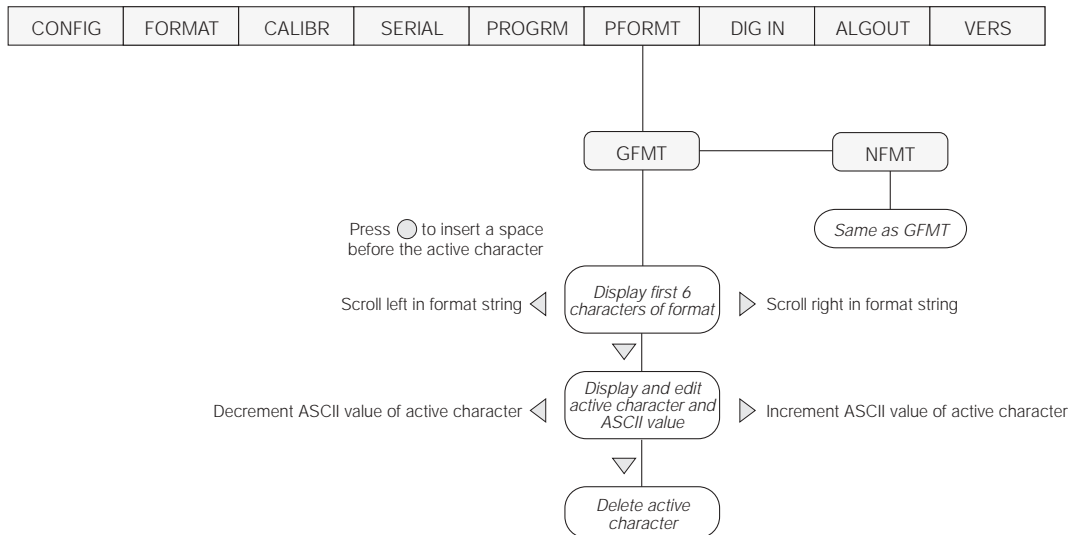 CONFIG FORMAT CALIBR SERIAL PROGRM PFORMT DIG IN ALGOUT VERS
GFMT NFMT
Same as GFMT
Press to insert a space
before the active character
Display first 6
characters of format
Scroll left in format string
Scroll right in format string
Display and edit
active character and
ASCII value
Decrement ASCII value of active character
Increment ASCII value of active character
Delete active
character